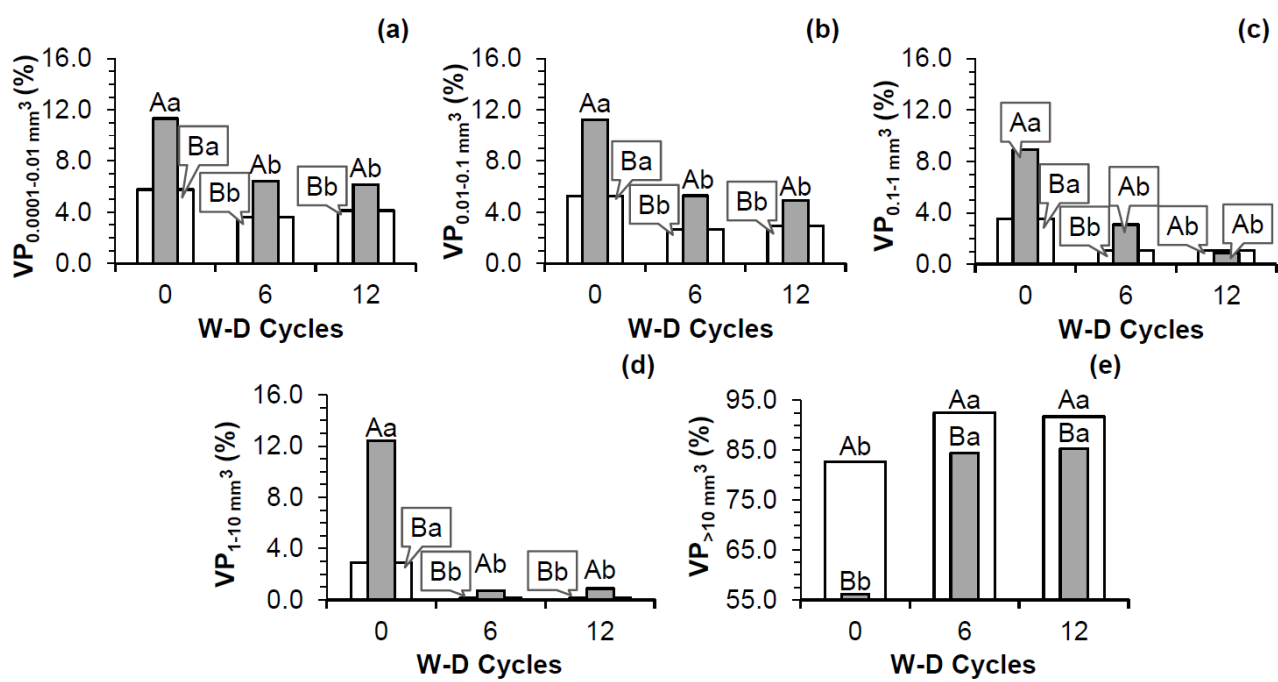 (a)
16.0
12.0
8.0
4.0
0.0
VP0.0001-0.01 mm³ (%)
Aa
Ba
Bb
Ab
Bb
Ab
0 6 12
W-D Cycles
(b)
16.0
12.0
8.0
4.0
0.0
VP0.01-0.1 mm³ (%)
Aa
Ba
Bb
Ab
Bb
Ab
0 6 12
W-D Cycles
(c)
16.0
12.0
8.0
4.0
0.0
VP0.1-1 mm³ (%)
Aa
Ba
Bb
Ab
Ab
Ab
0 6 12
W-D Cycles
(d)
16.0
12.0
8.0
4.0
0.0
VP1-10 mm³ (%)
Aa
Ba
Bb
Ab
Bb
Ab
0 6 12
W-D Cycles
(e)
95.0
85.0
75.0
65.0
55.0
VP>10 mm³ (%)
Ab
Bb
Aa
Ba
Aa
Ba
0 6 12
W-D Cycles